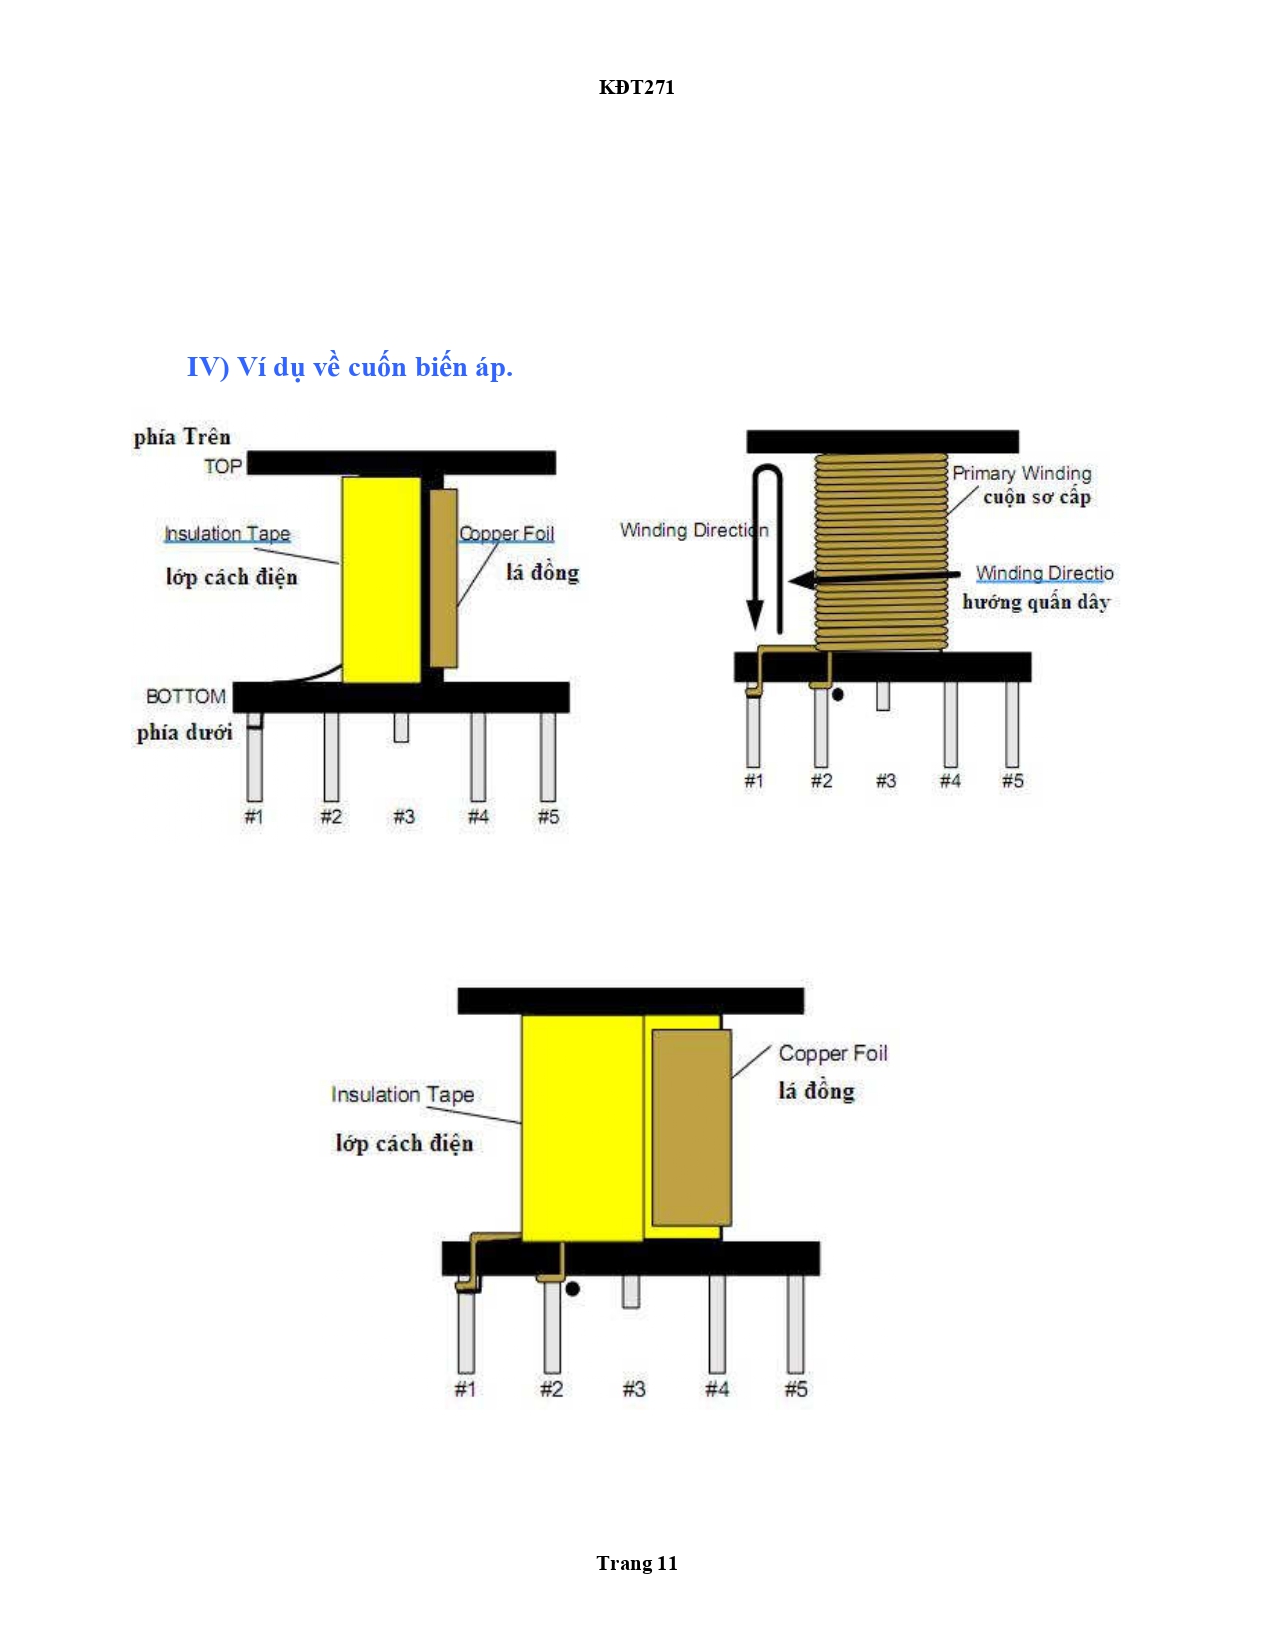 KĐT271
IV) Ví dụ về cuốn biến áp.
phía Trên
TOP
Insulation Tape
lớp cách điện
Copper Foil
lá đồng
BOTTOM
phía dưới
#1 #2 #3 #4 #5
Primary Winding
cuộn sơ cấp
Winding Direction
Winding Directio
hướng quấn dây
#1 #2 #3 #4 #5
Copper Foil
lá đồng
Insulation Tape
lớp cách điện
#1 #2 #3 #4 #5
Trang 11